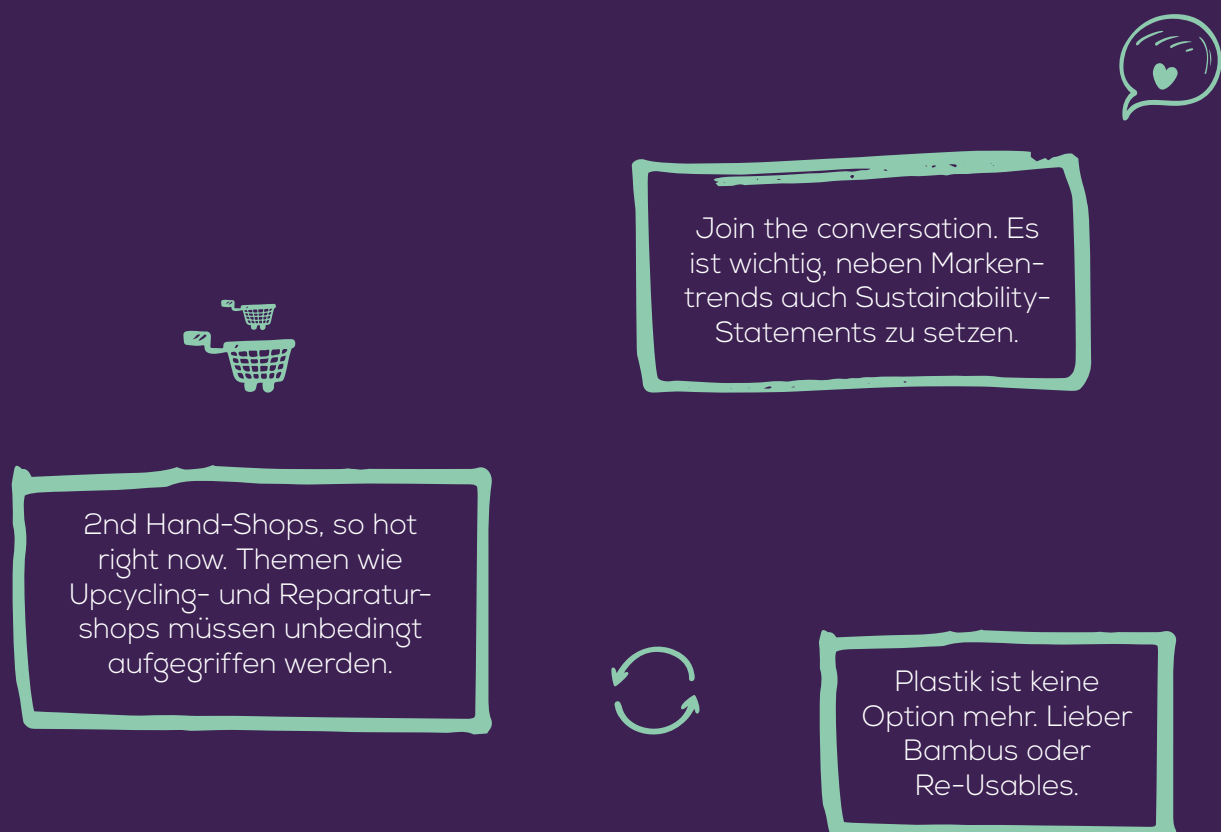 Join the conversation. Es
ist wichtig, neben Marken-
trends auch Sustainability-
Statements zu setzen.
2nd Hand-Shops, so hot
right now. Themen wie
Upcycling- und Reparatur-
shops müssen unbedingt
aufgegriffen werden.
Plastik ist keine
Option mehr. Lieber
Bambus oder
Re-Usables.